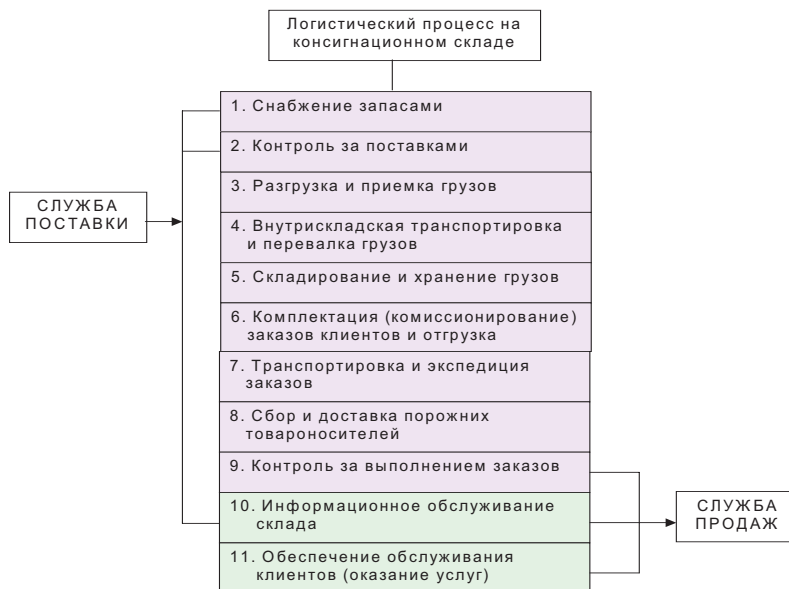 Логистический процесс на
консигнационном складе
1. Снабжение запасами
2. Контроль за поставками
3. Разгрузка и приемка грузов
СЛУЖБА
ПОСТАВКИ
4. Внутрискладская транспортировка
и перевалка грузов
5. Складирование и хранение грузов
6. Комплектация (комиссионирование)
заказов клиентов и отгрузка
7. Транспортировка и экспедиция
заказов
8. Сбор и доставка порожних
товароносителей
9. Контроль за выполнением заказов
10. Информационное обслуживание
склада
СЛУЖБА
ПРОДАЖ
11. Обеспечение обслуживания
клиентов (оказание услуг)